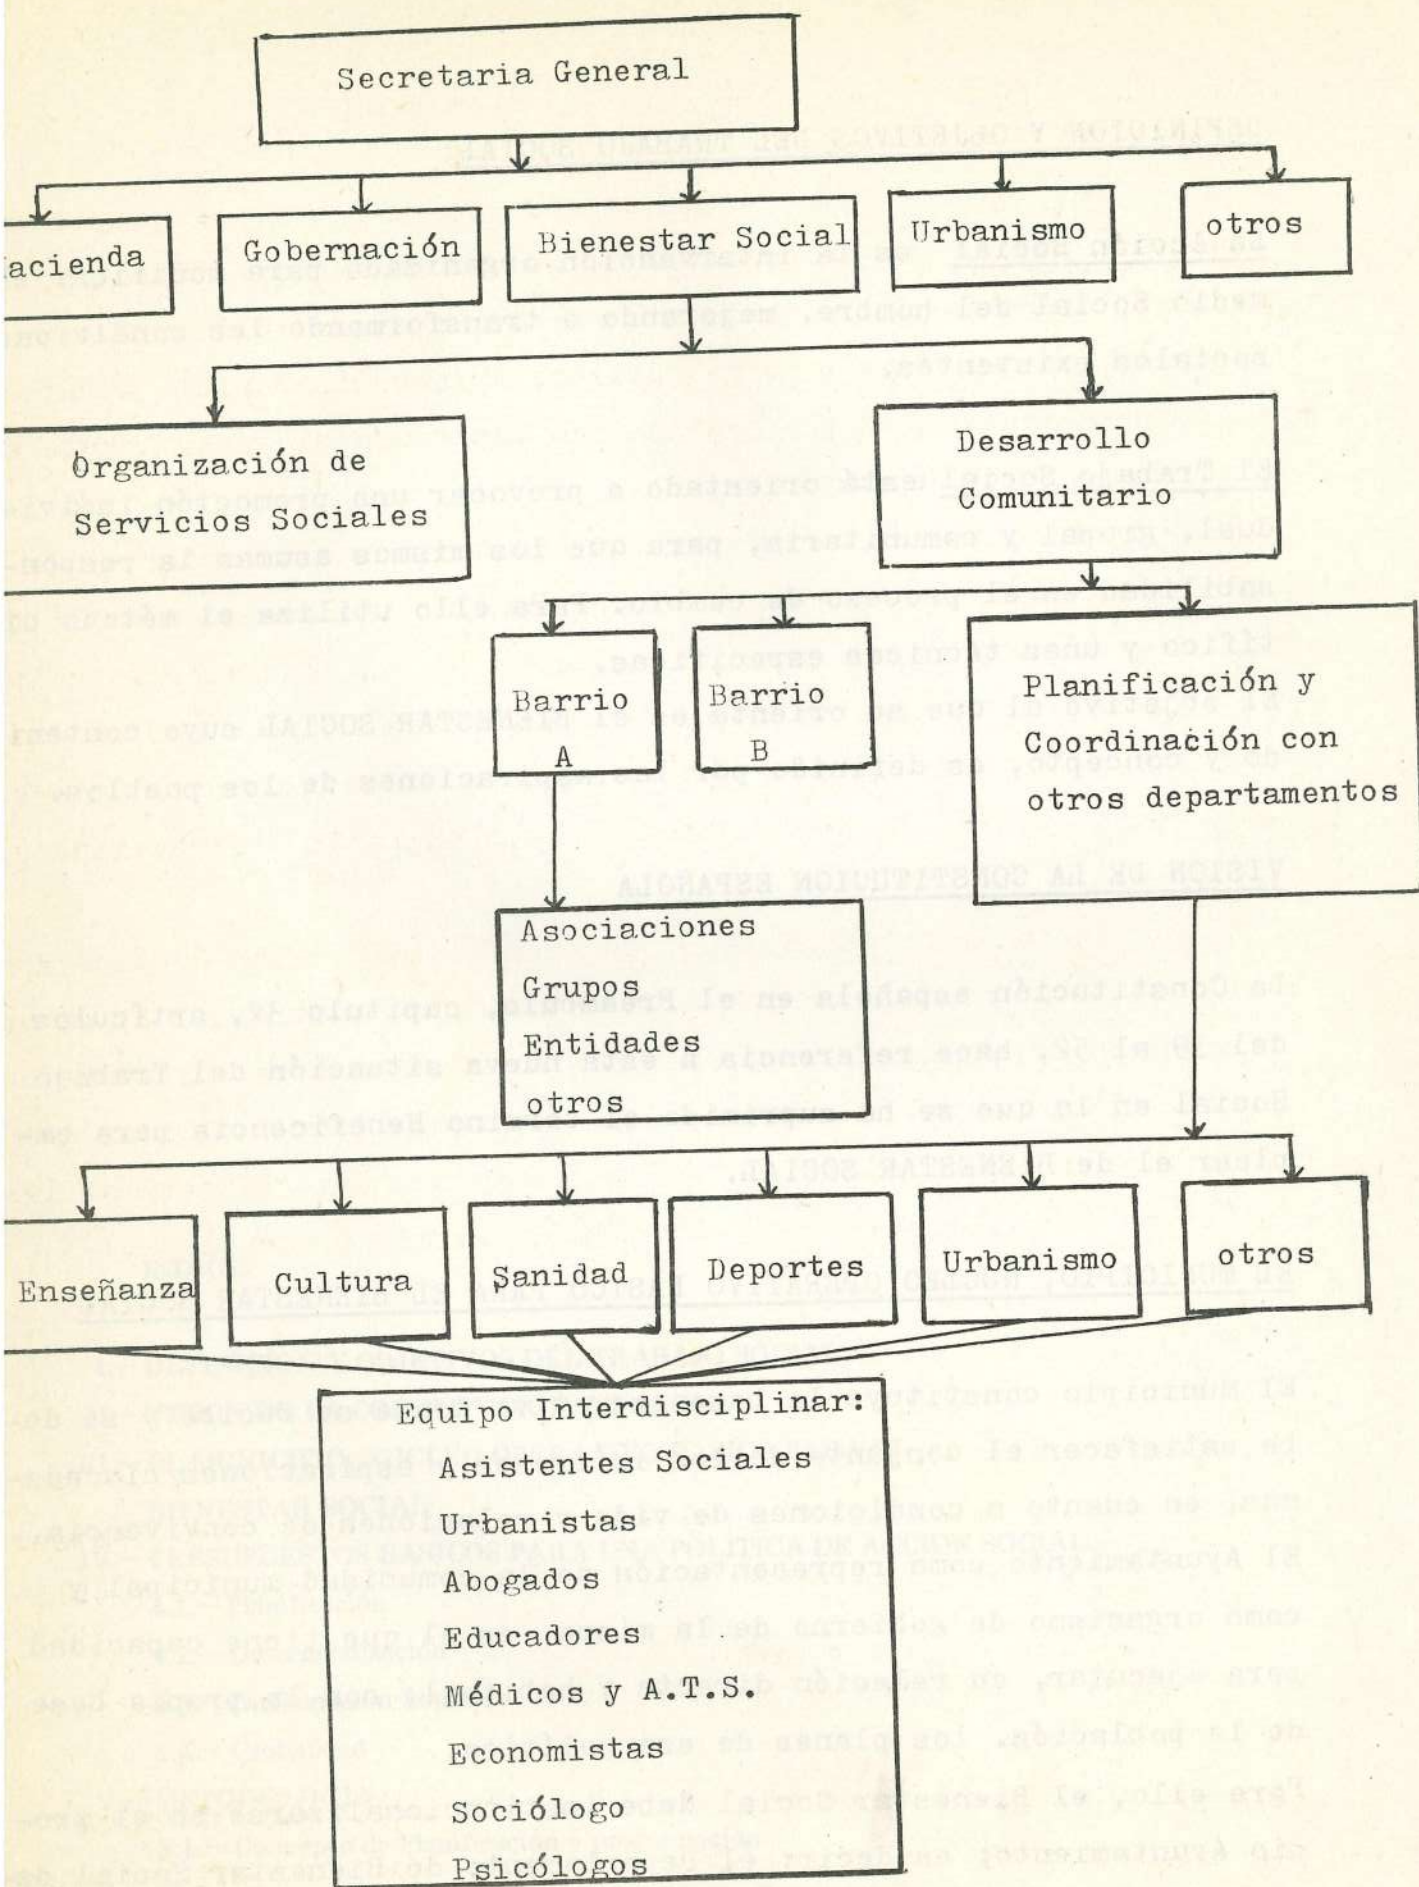 Secretaria General
acienda
Gobernación
Bienestar Social
Urbanismo
otros
Organización de
Servicios Sociales
Desarrollo
Comunitario
Barrio
A
Barrio
B
Planificación y
Coordinación con
otros departamentos
Asociaciones
Grupos
Entidades
otros
Enseñanza
Cultura
Sanidad
Deportes
Urbanismo
otros
Equipo Interdisciplinar:
Asistentes Sociales
Urbanistas
Abogados
Educadores
Médicos y A.T.S.
Economistas
Sociólogo
Psicólogos